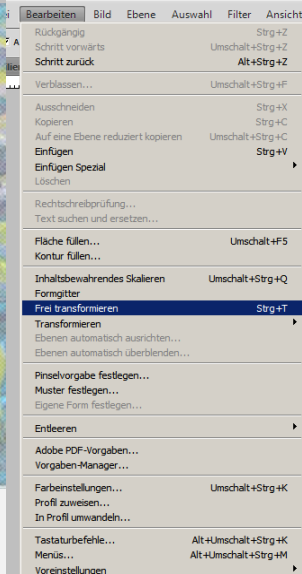 ei Bearbeiten Bild Ebene Auswahl Filter Ansicht
Rückgängig Strg+Z
Schritt vorwärts Umschalt+Strg+Z
Schritt zurück Alt+Strg+Z
Verblassen... Umschalt+Strg+F
Ausschneiden Strg+X
Kopieren Strg+C
Auf eine Ebene reduziert kopieren Umschalt+Strg+C
Einfügen Strg+V
Einfügen Spezial
Löschen
Rechtschreibprüfung...
Text suchen und ersetzen...
Fläche füllen... Umschalt+F5
Kontur füllen...
Inhaltsbewahrendes Skalieren Umschalt+Strg+Q
Formgitter
Frei transformieren Strg+T
Transformieren
Ebenen automatisch ausrichten...
Ebenen automatisch überblenden...
Pinselvorgabe festlegen...
Muster festlegen...
Eigene Form festlegen...
Entleeren
Adobe PDF-Vorgaben...
Vorgaben-Manager...
Farbeinstellungen... Umschalt+Strg+K
Profil zuweisen...
In Profil umwandeln...
Tastaturbefehle... Alt+Umschalt+Strg+K
Menüs... Alt+Umschalt+Strg+M
Voreinstellungen